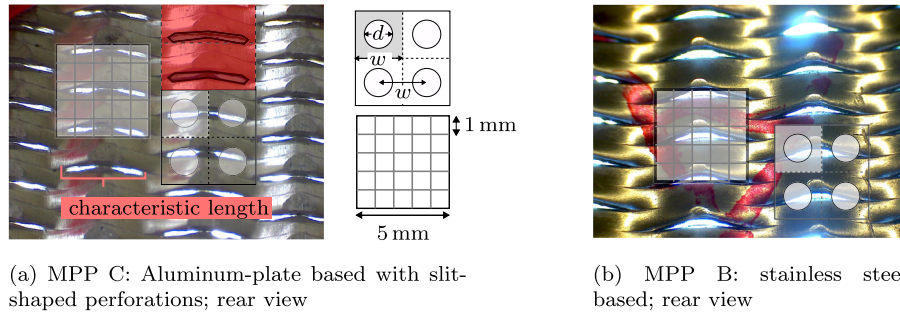 d
w
w
1 mm
5 mm
characteristic length
(a) MPP C: Aluminum-plate based with slit-
shaped perforations; rear view
(b) MPP B: stainless stee
based; rear view